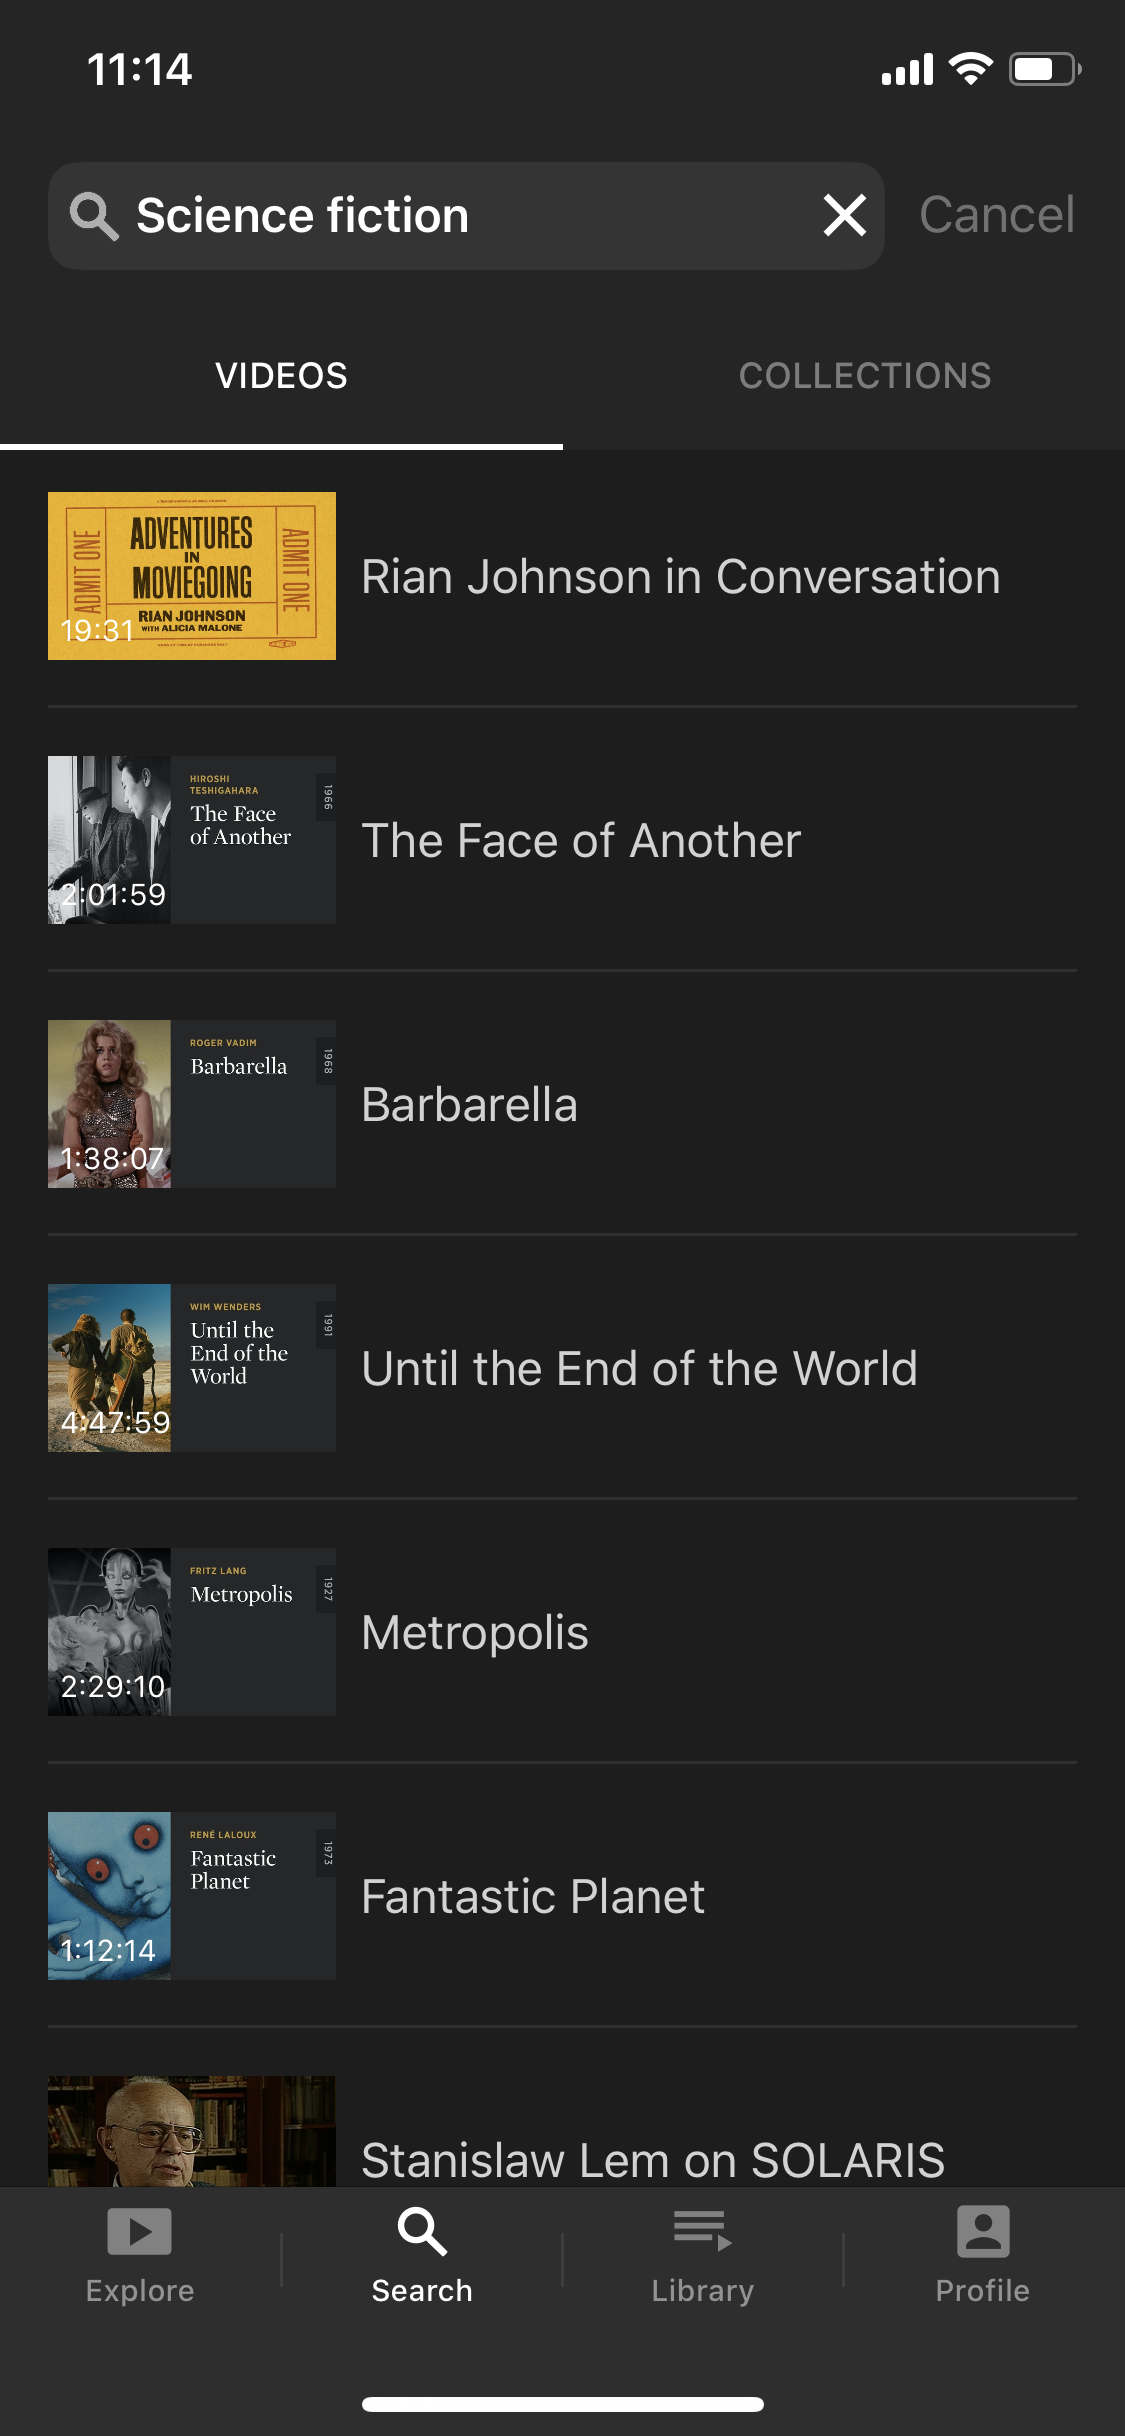 11:14
Science fiction
Cancel
VIDEOS
COLLECTIONS
ADMIT ONE
ADVENTURES
IN
MOVIEGOING
RIAN JOHNSON
WITH ALICIA MALONE
ADMIT ONE
19:31
Rian Johnson in Conversation
HIROSHI
TESHIGAHARA
The Face
of Another
1966
2:01:59
The Face of Another
ROGER VADIM
Barbarella
1968
1:38:07
Barbarella
WIM WENDERS
Until the
End of the
World
1991
4:47:59
Until the End of the World
FRITZ LANG
Metropolis
1927
2:29:10
Metropolis
RENÉ LALOUX
Fantastic
Planet
1973
1:12:14
Fantastic Planet
Stanislaw Lem on SOLARIS
Explore
Search
Library
Profile